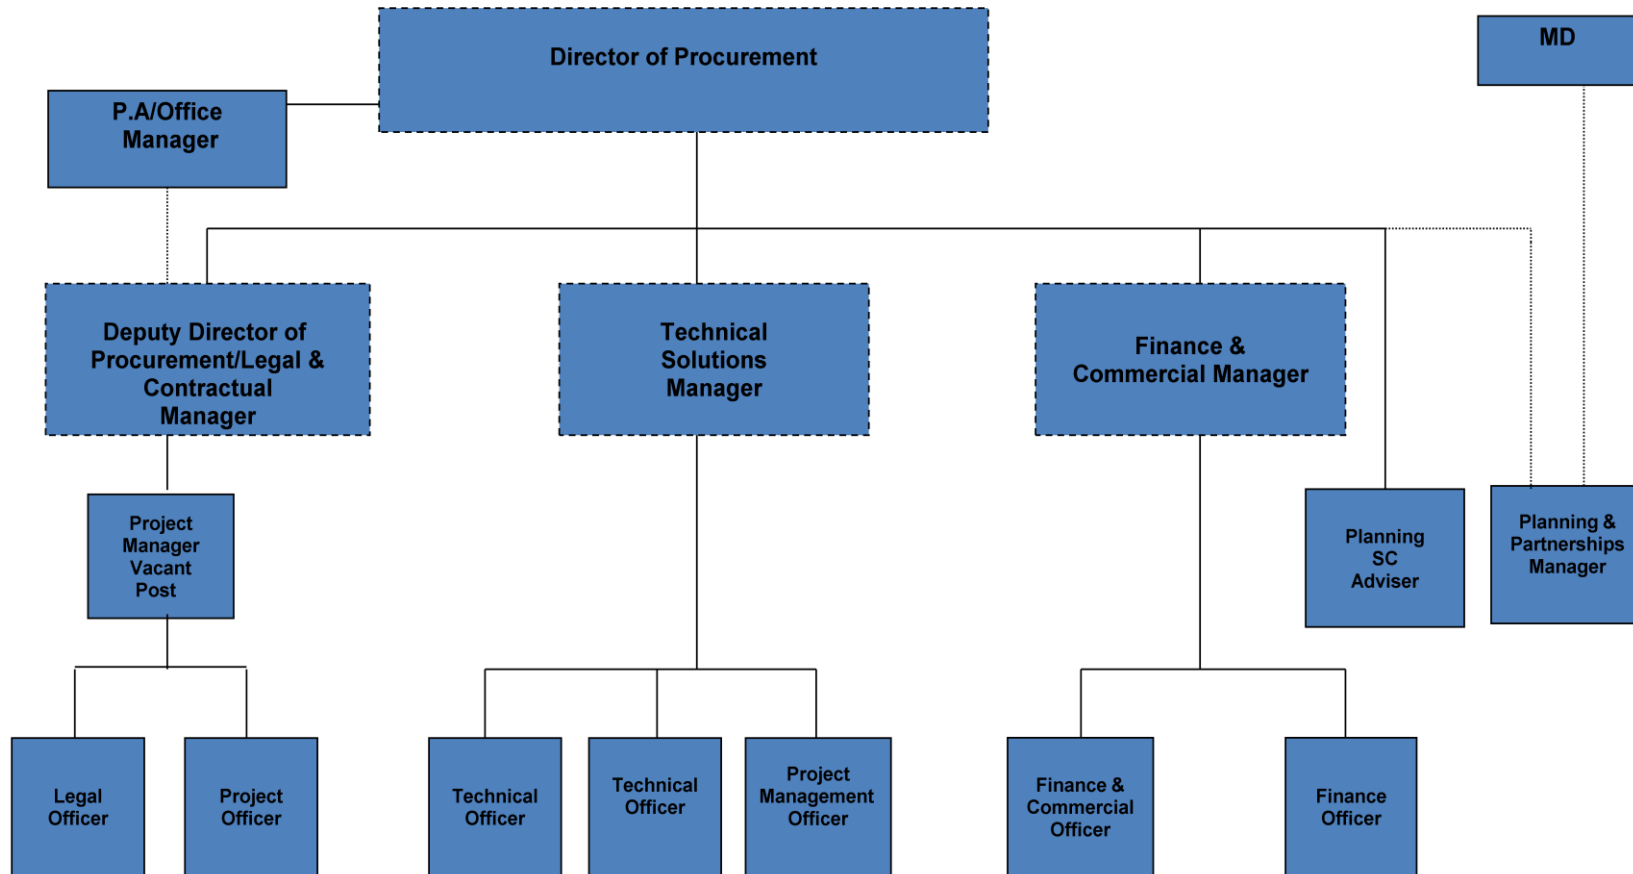 Director of Procurement
MD
P.A/Office
Manager
Deputy Director of
Procurement/Legal &
Contractual
Manager
Technical
Solutions
Manager
Finance &
Commercial Manager
Project
Manager
Vacant
Post
Planning
SC
Adviser
Planning &
Partnerships
Manager
Legal
Officer
Project
Officer
Technical
Officer
Technical
Officer
Project
Management
Officer
Finance &
Commercial
Officer
Finance
Officer